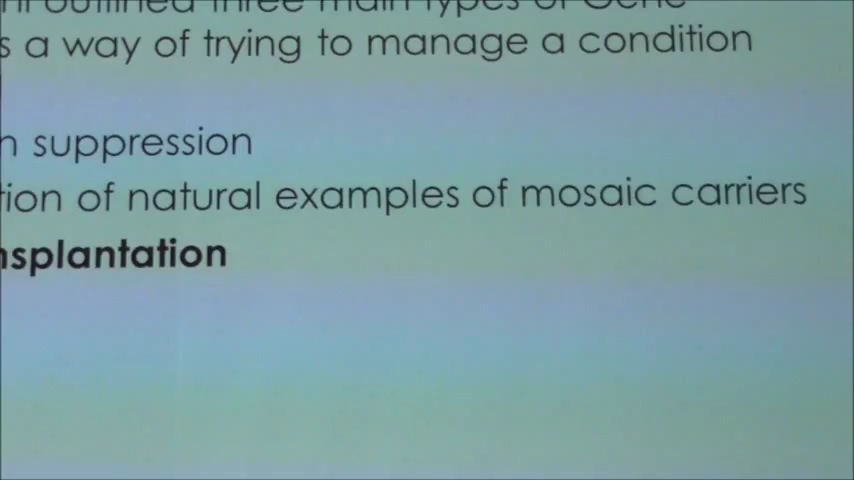 outlined three main types of Gene
s a way of trying to manage a condition
n suppression
tion of natural examples of mosaic carriers
nsplantation